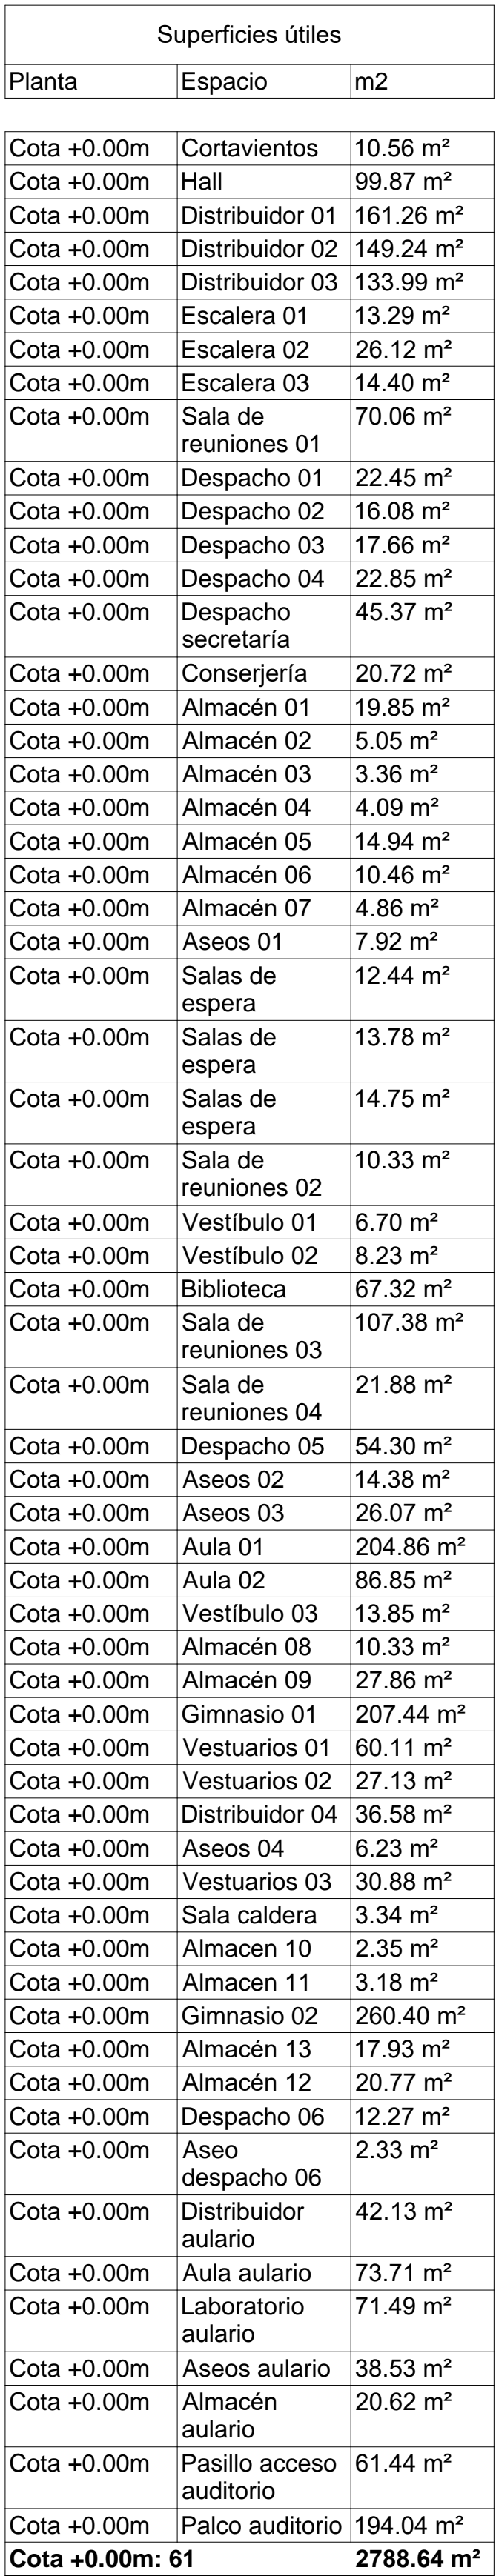 Superficies útiles
Planta Espacio m2
Cota +0.00m Cortavientos 10.56 m²
Cota +0.00m Hall 99.87 m²
Cota +0.00m Distribuidor 01 161.26 m²
Cota +0.00m Distribuidor 02 149.24 m²
Cota +0.00m Distribuidor 03 133.99 m²
Cota +0.00m Escalera 01 13.29 m²
Cota +0.00m Escalera 02 26.12 m²
Cota +0.00m Escalera 03 14.40 m²
Cota +0.00m Sala de 70.06 m²
reuniones 01
Cota +0.00m Despacho 01 22.45 m²
Cota +0.00m Despacho 02 16.08 m²
Cota +0.00m Despacho 03 17.66 m²
Cota +0.00m Despacho 04 22.85 m²
Cota +0.00m Despacho 45.37 m²
secretaría
Cota +0.00m Conserjería 20.72 m²
Cota +0.00m Almacén 01 19.85 m²
Cota +0.00m Almacén 02 5.05 m²
Cota +0.00m Almacén 03 3.36 m²
Cota +0.00m Almacén 04 4.09 m²
Cota +0.00m Almacén 05 14.94 m²
Cota +0.00m Almacén 06 10.46 m²
Cota +0.00m Almacén 07 4.86 m²
Cota +0.00m Aseos 01 7.92 m²
Cota +0.00m Salas de 12.44 m²
espera
Cota +0.00m Salas de 13.78 m²
espera
Cota +0.00m Salas de 14.75 m²
espera
Cota +0.00m Sala de 10.33 m²
reuniones 02
Cota +0.00m Vestíbulo 01 6.70 m²
Cota +0.00m Vestíbulo 02 8.23 m²
Cota +0.00m Biblioteca 67.32 m²
Cota +0.00m Sala de 107.38 m²
reuniones 03
Cota +0.00m Sala de 21.88 m²
reuniones 04
Cota +0.00m Despacho 05 54.30 m²
Cota +0.00m Aseos 02 14.38 m²
Cota +0.00m Aseos 03 26.07 m²
Cota +0.00m Aula 01 204.86 m²
Cota +0.00m Aula 02 86.85 m²
Cota +0.00m Vestíbulo 03 13.85 m²
Cota +0.00m Almacén 08 10.33 m²
Cota +0.00m Almacén 09 27.86 m²
Cota +0.00m Gimnasio 01 207.44 m²
Cota +0.00m Vestuarios 01 60.11 m²
Cota +0.00m Vestuarios 02 27.13 m²
Cota +0.00m Distribuidor 04 36.58 m²
Cota +0.00m Aseos 04 6.23 m²
Cota +0.00m Vestuarios 03 30.88 m²
Cota +0.00m Sala caldera 3.34 m²
Cota +0.00m Almacen 10 2.35 m²
Cota +0.00m Almacen 11 3.18 m²
Cota +0.00m Gimnasio 02 260.40 m²
Cota +0.00m Almacén 13 17.93 m²
Cota +0.00m Almacén 12 20.77 m²
Cota +0.00m Despacho 06 12.27 m²
Cota +0.00m Aseo 2.33 m²
despacho 06
Cota +0.00m Distribuidor 42.13 m²
aulario
Cota +0.00m Aula aulario 73.71 m²
Cota +0.00m Laboratorio 71.49 m²
aulario
Cota +0.00m Aseos aulario 38.53 m²
Cota +0.00m Almacén 20.62 m²
aulario
Cota +0.00m Pasillo acceso 61.44 m²
auditorio
Cota +0.00m Palco auditorio 194.04 m²
Cota +0.00m: 61 2788.64 m²